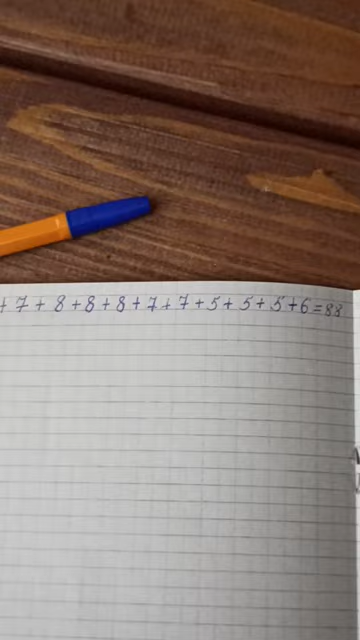 + 7 + 8 + 8 + 8 + 7 + 7 + 5 + 5 + 5 + 6 = 88